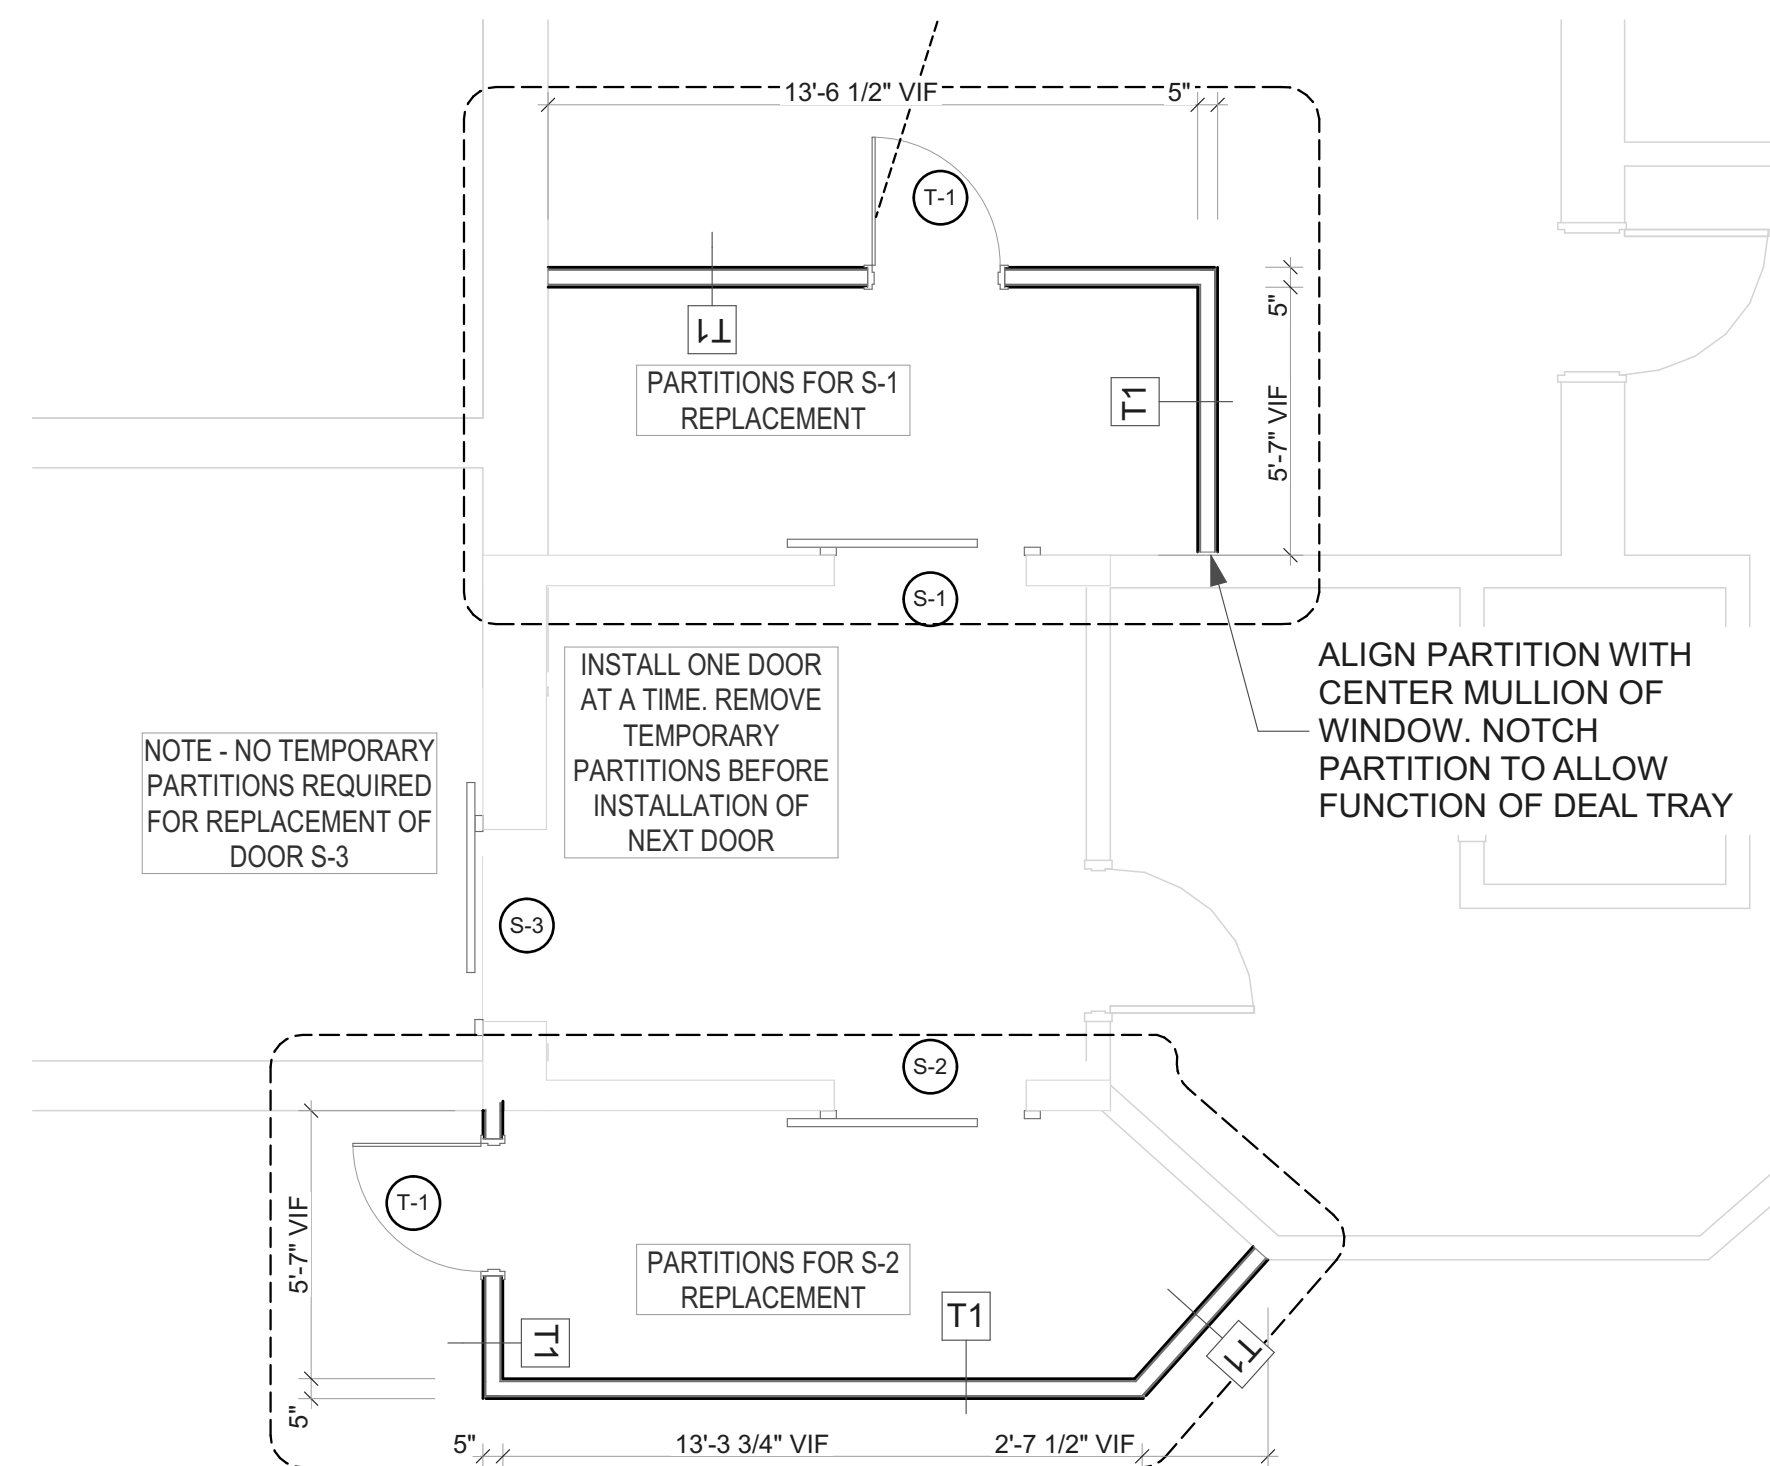 13'-6 1/2" VIF
5"
T-1
5"
T1
PARTITIONS FOR S-1
REPLACEMENT
T1
5'-7" VIF
S-1
INSTALL ONE DOOR
AT A TIME. REMOVE
TEMPORARY
PARTITIONS BEFORE
INSTALLATION OF
NEXT DOOR
ALIGN PARTITION WITH
CENTER MULLION OF
WINDOW. NOTCH
PARTITION TO ALLOW
FUNCTION OF DEAL TRAY
NOTE - NO TEMPORARY
PARTITIONS REQUIRED
FOR REPLACEMENT OF
DOOR S-3
S-3
S-2
T-1
5'-7" VIF
PARTITIONS FOR S-2
REPLACEMENT
T1
T1
T1
5"
5"
13'-3 3/4" VIF
2'-7 1/2" VIF